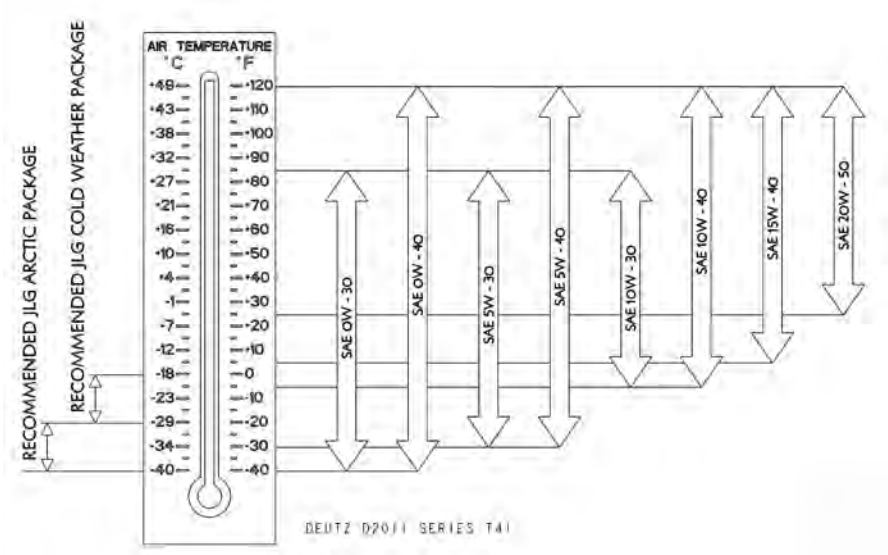 RECOMMENDED JLG ARCTIC PACKAGE
RECOMMENDED JLG COLD WEATHER PACKAGE
AIR TEMPERATURE
°C °F
+49 +120
+43 +110
+38 +100
+32 +90
+27 +80
+21 +70
+16 +60
+10 +50
+4 +40
-1 +30
-7 +20
-12 +10
-18 0
-23 -10
-29 -20
-34 -30
-40 -40
SAE 0W - 30
SAE 0W - 40
SAE 5W - 30
SAE 5W - 40
SAE 10W - 30
SAE 10W - 40
SAE 15W - 40
SAE 20W - 50
DEUTZ D2011 SERIES T4I